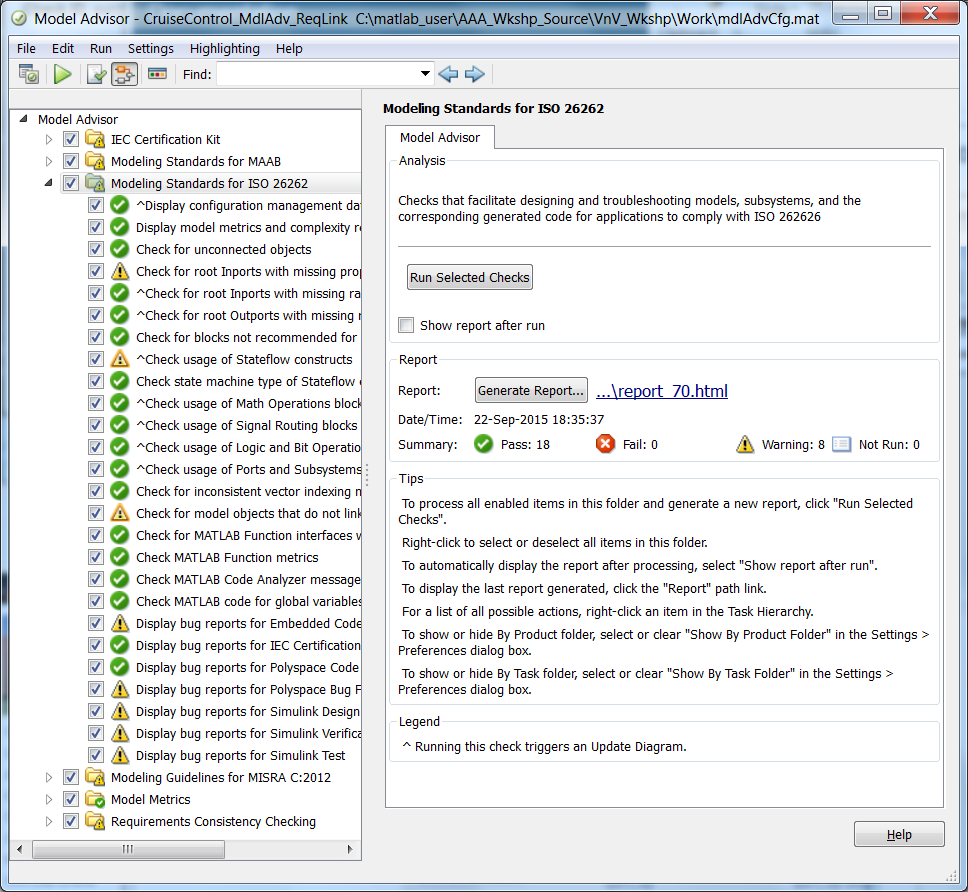 Model Advisor - CruiseControl_MdlAdv_ReqLink C:\matlab_user\AAA_Wkshp_Source\VnV_Wkshp\Work\mdlAdvCfg.mat
File Edit Run Settings Highlighting Help
Find:
Model Advisor
IEC Certification Kit
Modeling Standards for MAAB
Modeling Standards for ISO 26262
^Display configuration management da
Display model metrics and complexity r
Check for unconnected objects
Check for root Inports with missing prop
^Check for root Inports with missing ra
^Check for root Outports with missing r
Check for blocks not recommended for
^Check usage of Stateflow constructs
Check state machine type of Stateflow
^Check usage of Math Operations block
^Check usage of Signal Routing blocks
^Check usage of Logic and Bit Operatio
^Check usage of Ports and Subsystems
Check for inconsistent vector indexing m
Check for model objects that do not link
Check for MATLAB Function interfaces w
Check MATLAB Function metrics
Check MATLAB Code Analyzer message
Check MATLAB code for global variables
Display bug reports for Embedded Code
Display bug reports for IEC Certification
Display bug reports for Polyspace Code
Display bug reports for Polyspace Bug F
Display bug reports for Simulink Design
Display bug reports for Simulink Verifica
Display bug reports for Simulink Test
Modeling Guidelines for MISRA C:2012
Model Metrics
Requirements Consistency Checking
Modeling Standards for ISO 26262
Model Advisor
Analysis
Checks that facilitate designing and troubleshooting models, subsystems, and the
corresponding generated code for applications to comply with ISO 262626
Run Selected Checks
Show report after run
Report
Report: Generate Report... ...\report_70.html
Date/Time: 22-Sep-2015 18:35:37
Summary: Pass: 18 Fail: 0 Warning: 8 Not Run: 0
Tips
To process all enabled items in this folder and generate a new report, click "Run Selected
Checks".
Right-click to select or deselect all items in this folder.
To automatically display the report after processing, select "Show report after run".
To display the last report generated, click the "Report" path link.
For a list of all possible actions, right-click an item in the Task Hierarchy.
To show or hide By Product folder, select or clear "Show By Product Folder" in the Settings >
Preferences dialog box.
To show or hide By Task folder, select or clear "Show By Task Folder" in the Settings >
Preferences dialog box.
Legend
^ Running this check triggers an Update Diagram.
Help